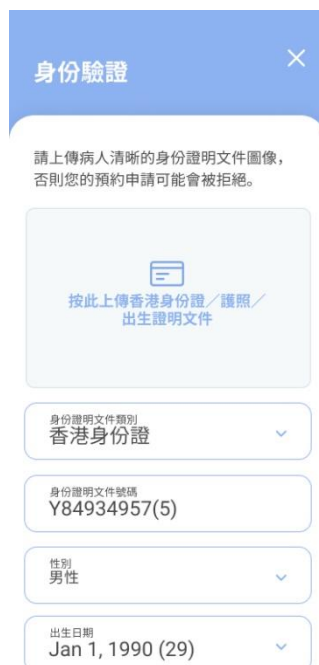 身份驗證
請上傳病人清晰的身份證明文件圖像，
否則您的預約申請可能會被拒絕。
按此上傳香港身份證／護照／
出生證明文件
身份證明文件類別
香港身份證
身份證明文件號碼
Y84934957(5)
性別
男性
出生日期
Jan 1, 1990 (29)